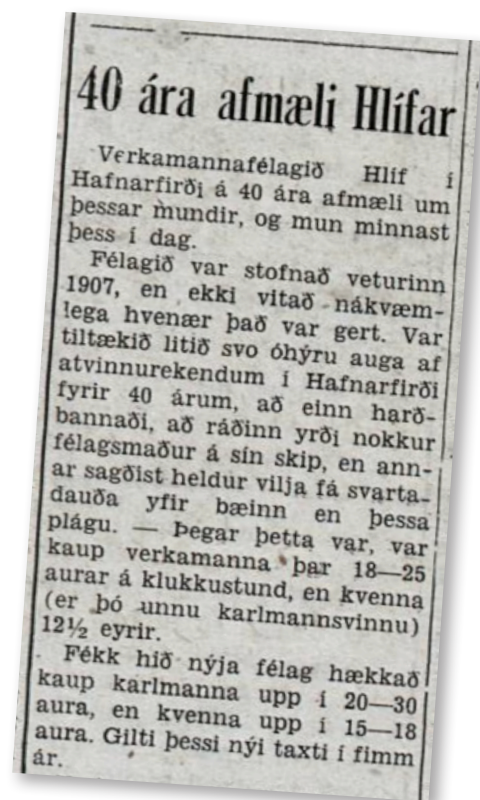 40 ára afmæli Hlífar
Verkamannafélagið Hlíf í
Hafnarfirði á 40 ára afmæli um
þessar mundir, og mun minnast
þess í dag.
Félagið var stofnað veturinn
1907, en ekki vitað nákvæm-
lega hvenær það var gert. Var
tiltækið litið svo óhýru auga af
atvinnurekendum í Hafnarfirði
fyrir 40 árum, að einn harð-
bannaði, að ráðinn yrði nokkur
félagsmaður á sín skip, en ann-
ar sagðist heldur vilja fá svarta-
dauða yfir bæinn en þessa
plágu. — Þegar þetta var, var
kaup verkamanna þar 18—25
aurar á klukkustund, en kvenna
(er þó unnu karlmannsvinnu)
12½ eyrir.
Fékk hið nýja félag hækkað
kaup karlmanna upp í 20—30
aura, en kvenna upp í 15—18
aura. Gilti þessi nýi taxti í fimm
ár.